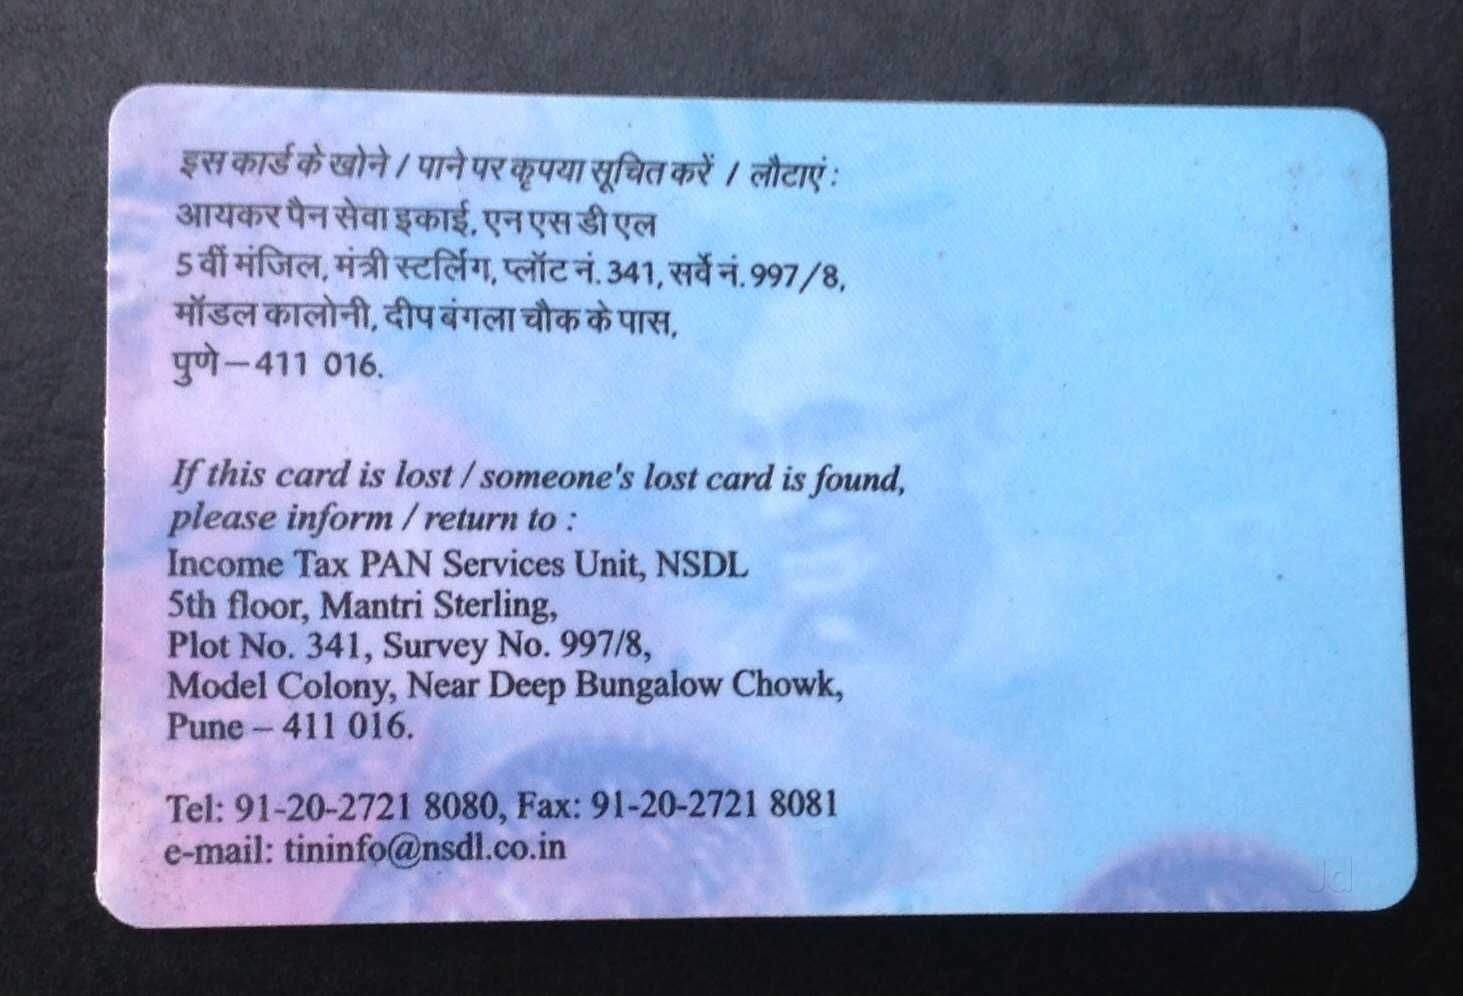 इस कार्ड के खोने / पाने पर कृपया सूचित करें / लौटाएं :
आयकर पैन सेवा इकाई, एन एस डी एल
5 वीं मंजिल, मंत्री स्टर्लिंग, प्लॉट नं. 341, सर्वे नं. 997/8,
मॉडल कालोनी, दीप बंगला चौक के पास,
पुणे – 411 016.
If this card is lost / someone's lost card is found,
please inform / return to :
Income Tax PAN Services Unit, NSDL
5th floor, Mantri Sterling,
Plot No. 341, Survey No. 997/8,
Model Colony, Near Deep Bungalow Chowk,
Pune – 411 016.
Tel: 91-20-2721 8080, Fax: 91-20-2721 8081
e-mail: tininfo@nsdl.co.in
Jd